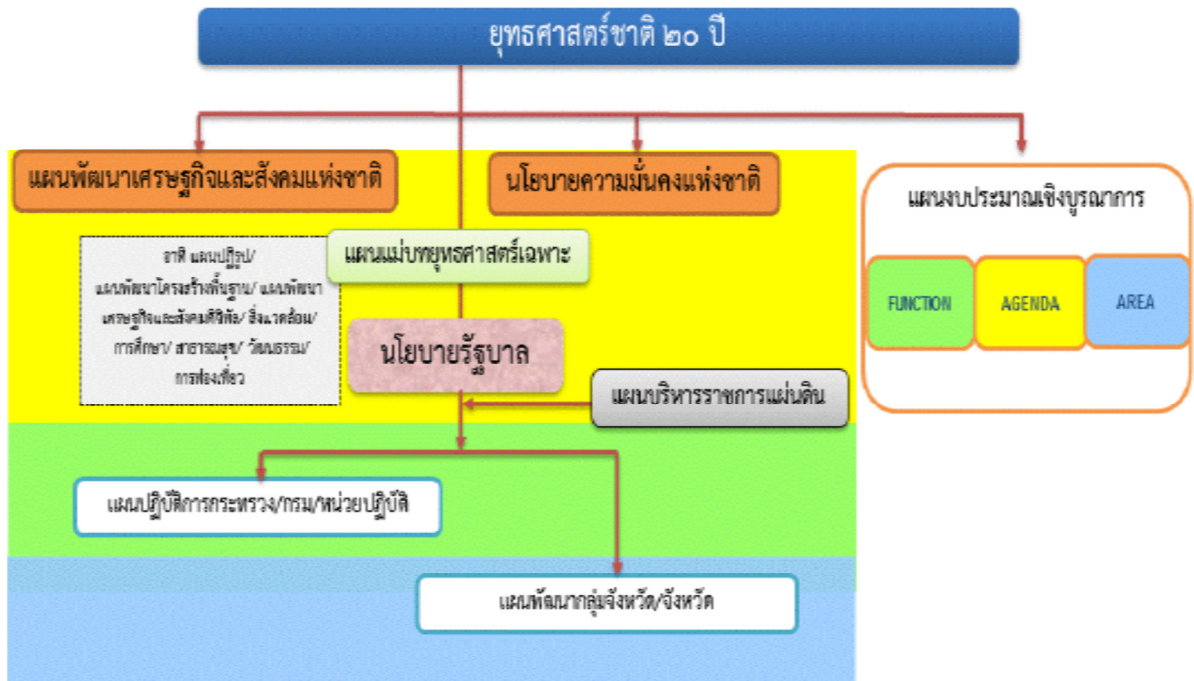 ยุทธศาสตร์ชาติ ๒๐ ปี
แผนพัฒนาเศรษฐกิจและสังคมแห่งชาติ
นโยบายความมั่นคงแห่งชาติ
แผนงบประมาณเชิงบูรณาการ
FUNCTION
AGENDA
AREA
แผนแม่บทยุทธศาสตร์เฉพาะ
อาทิ แผนปฏิรูป/
แผนพัฒนาโครงสร้างพื้นฐาน/ แผนพัฒนา
เศรษฐกิจและสังคมดิจิทัล/ สิ่งแวดล้อม/
การศึกษา/ สาธารณสุข/ วัฒนธรรม/
การท่องเที่ยว
นโยบายรัฐบาล
แผนบริหารราชการแผ่นดิน
แผนปฏิบัติการกระทรวง/กรม/หน่วยปฏิบัติ
แผนพัฒนากลุ่มจังหวัด/จังหวัด